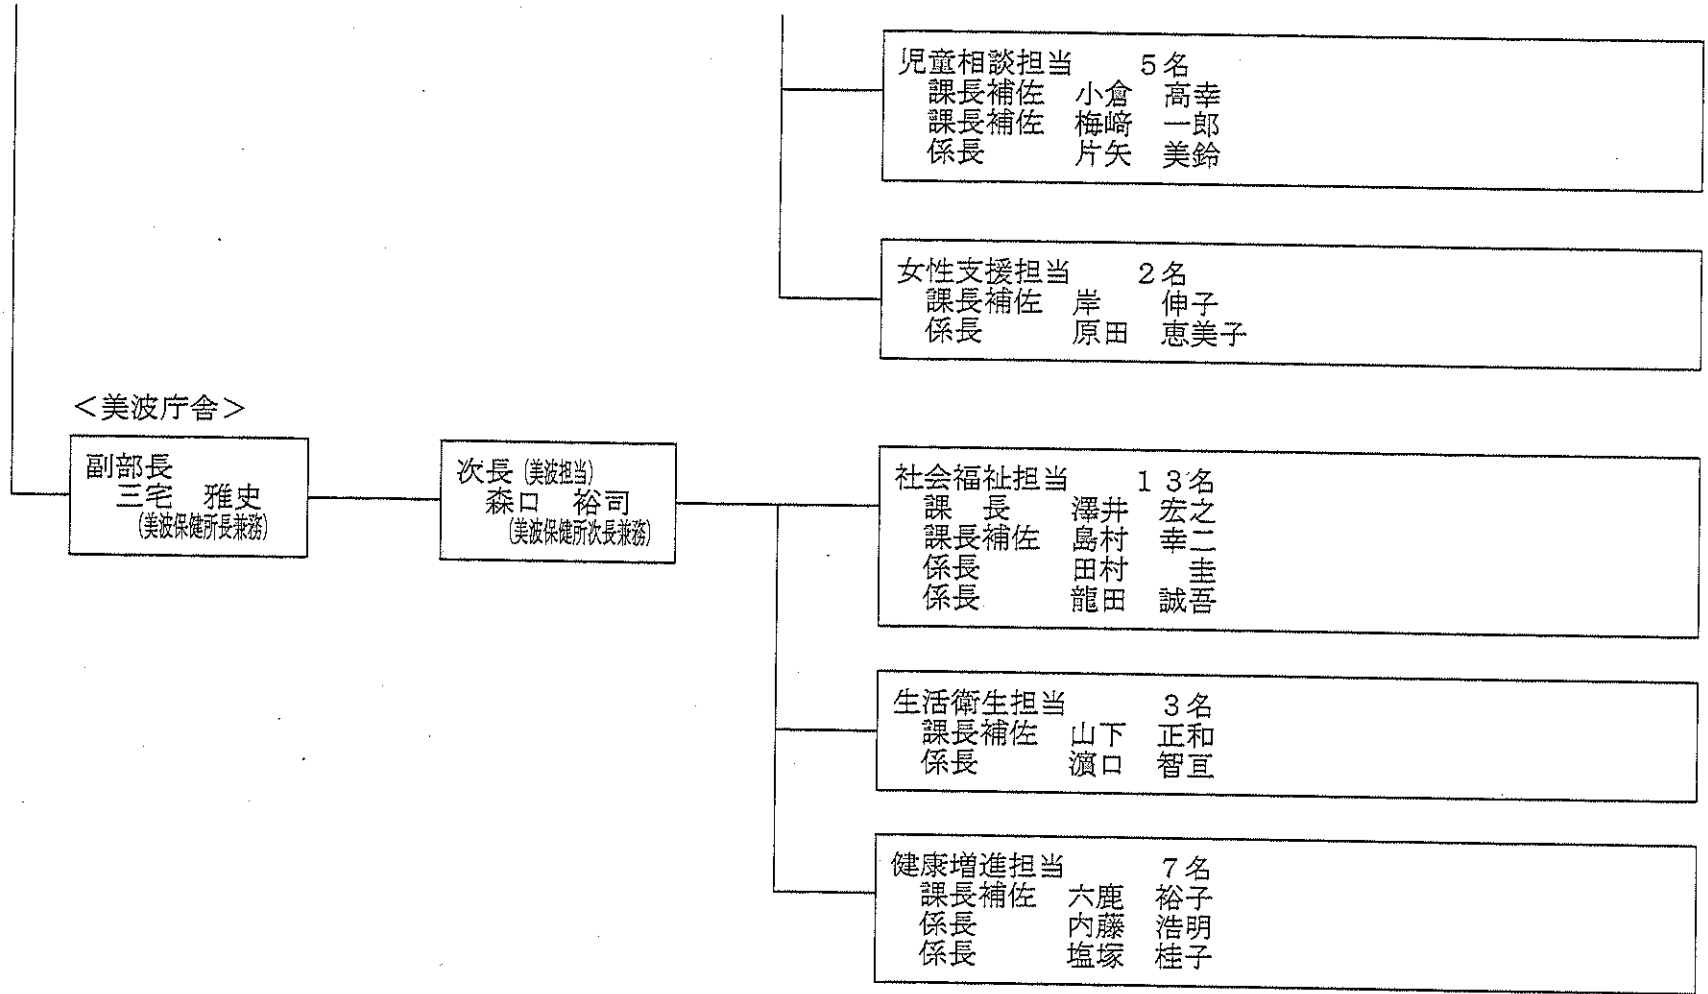 児童相談担当　　5名
課長補佐　小倉　高幸
課長補佐　梅﨑　一郎
係長　　　片矢　美鈴
女性支援担当　　2名
課長補佐　岸　　伸子
係長　　　原田　恵美子
＜美波庁舎＞
副部長
三宅　雅史
(美波保健所長兼務)
次長(美波担当)
森口　裕司
(美波保健所次長兼務)
社会福祉担当　　13名
課　長　　澤井　宏之
課長補佐　島村　幸二
係長　　　田村　　圭
係長　　　龍田　誠吾
生活衛生担当　　3名
課長補佐　山下　正和
係長　　　濵口　智亘
健康増進担当　　7名
課長補佐　六鹿　裕子
係長　　　内藤　浩明
係長　　　塩塚　桂子